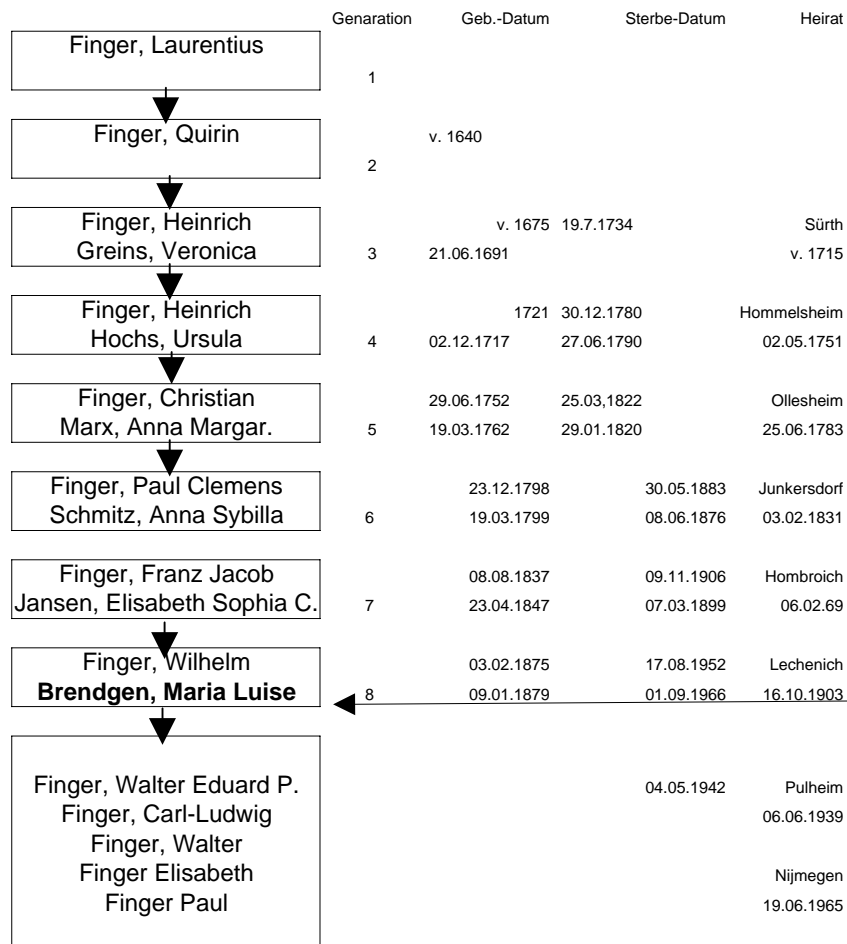 Genaration Geb.-Datum Sterbe-Datum Heirat
Finger, Laurentius
1
Finger, Quirin v. 1640
2
Finger, Heinrich v. 1675 19.7.1734 Sürth
Greins, Veronica 3 21.06.1691 v. 1715
Finger, Heinrich 1721 30.12.1780 Hommelsheim
Hochs, Ursula 4 02.12.1717 27.06.1790 02.05.1751
Finger, Christian 29.06.1752 25.03,1822 Ollesheim
Marx, Anna Margar. 5 19.03.1762 29.01.1820 25.06.1783
Finger, Paul Clemens 23.12.1798 30.05.1883 Junkersdorf
Schmitz, Anna Sybilla 6 19.03.1799 08.06.1876 03.02.1831
Finger, Franz Jacob 08.08.1837 09.11.1906 Hombroich
Jansen, Elisabeth Sophia C. 7 23.04.1847 07.03.1899 06.02.69
Finger, Wilhelm 03.02.1875 17.08.1952 Lechenich
Brendgen, Maria Luise 8 09.01.1879 01.09.1966 16.10.1903
Finger, Walter Eduard P. 04.05.1942 Pulheim
Finger, Carl-Ludwig 06.06.1939
Finger, Walter
Finger Elisabeth Nijmegen
Finger Paul 19.06.1965